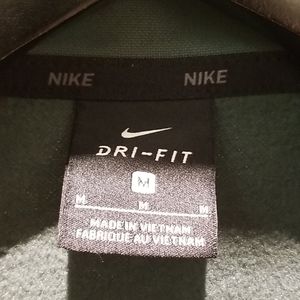 NIKE NIKE
DRI-FIT
M
M M M
MADE IN VIETNAM
FABRIQUÉ AU VIETNAM